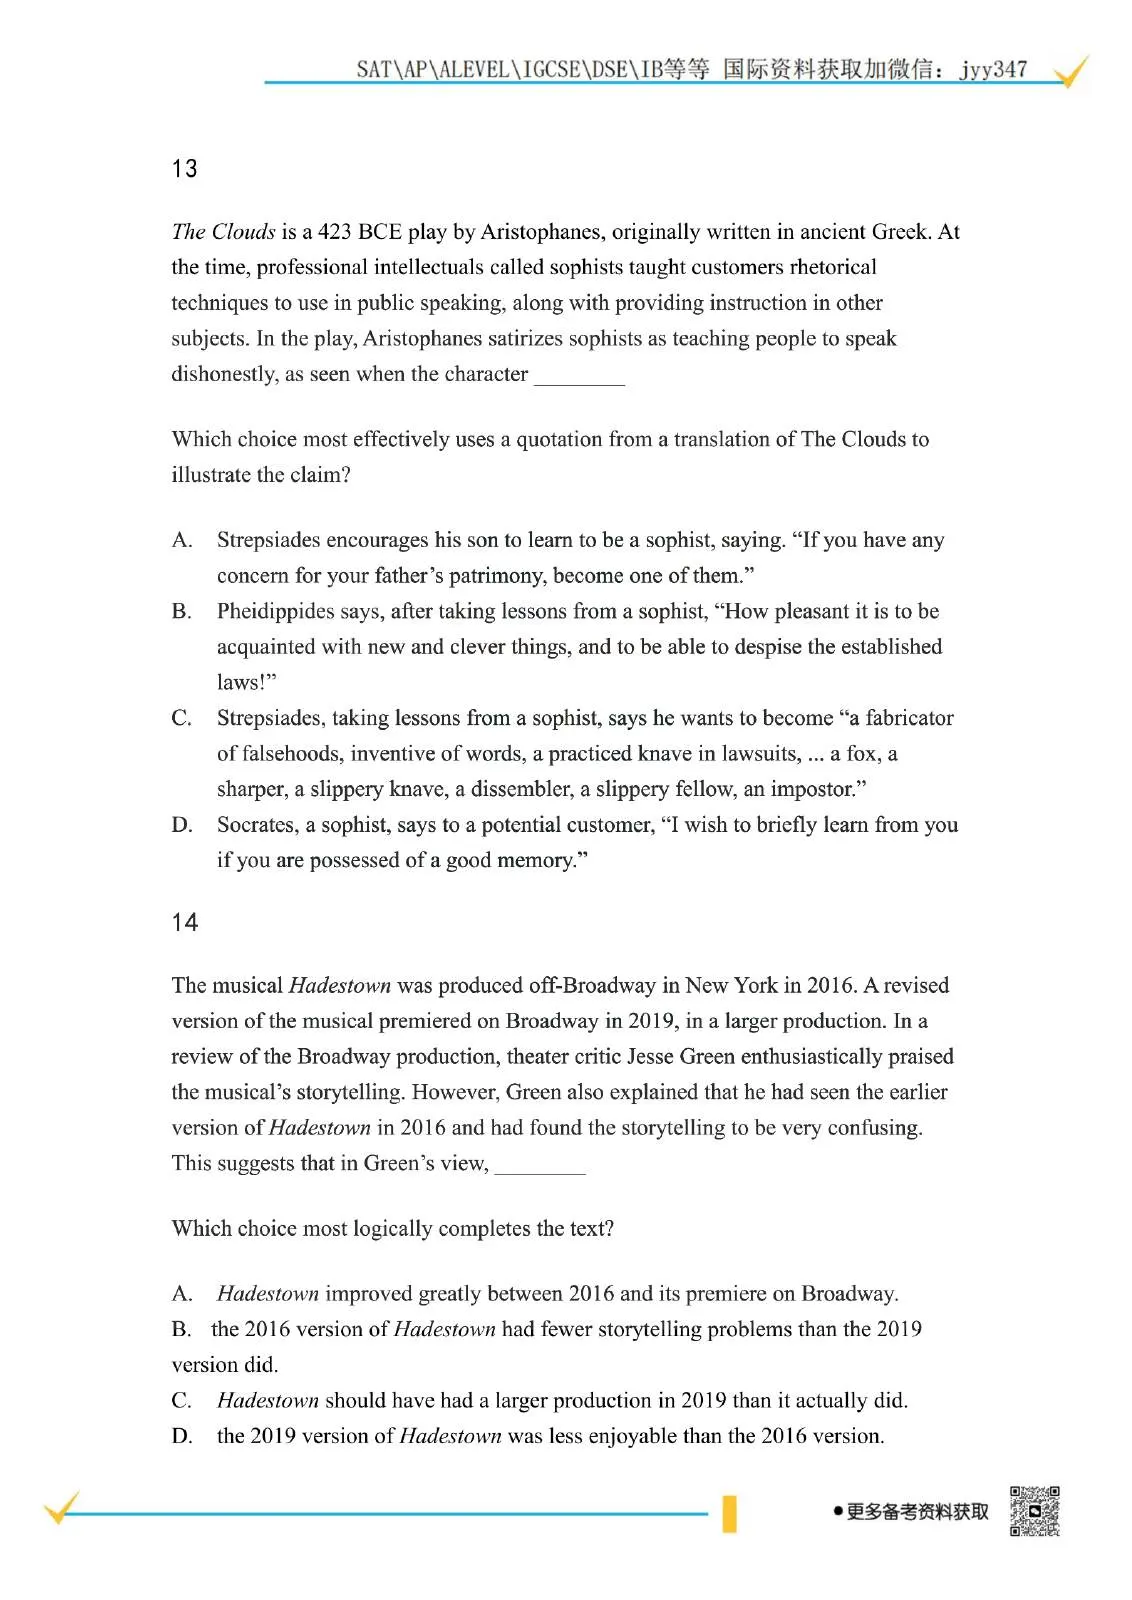 SAT\AP\ALEVEL\IGCSE\DSE\IB等等 国际资料获取加微信：jyy347
13
The Clouds is a 423 BCE play by Aristophanes, originally written in ancient Greek. At
the time, professional intellectuals called sophists taught customers rhetorical
techniques to use in public speaking, along with providing instruction in other
subjects. In the play, Aristophanes satirizes sophists as teaching people to speak
dishonestly, as seen when the character ________
Which choice most effectively uses a quotation from a translation of The Clouds to
illustrate the claim?
A. Strepsiades encourages his son to learn to be a sophist, saying. “If you have any
concern for your father’s patrimony, become one of them.”
B. Pheidippides says, after taking lessons from a sophist, “How pleasant it is to be
acquainted with new and clever things, and to be able to despise the established
laws!”
C. Strepsiades, taking lessons from a sophist, says he wants to become “a fabricator
of falsehoods, inventive of words, a practiced knave in lawsuits, ... a fox, a
sharper, a slippery knave, a dissembler, a slippery fellow, an impostor.”
D. Socrates, a sophist, says to a potential customer, “I wish to briefly learn from you
if you are possessed of a good memory.”
14
The musical Hadestown was produced off-Broadway in New York in 2016. A revised
version of the musical premiered on Broadway in 2019, in a larger production. In a
review of the Broadway production, theater critic Jesse Green enthusiastically praised
the musical’s storytelling. However, Green also explained that he had seen the earlier
version of Hadestown in 2016 and had found the storytelling to be very confusing.
This suggests that in Green’s view, ________
Which choice most logically completes the text?
A. Hadestown improved greatly between 2016 and its premiere on Broadway.
B. the 2016 version of Hadestown had fewer storytelling problems than the 2019
version did.
C. Hadestown should have had a larger production in 2019 than it actually did.
D. the 2019 version of Hadestown was less enjoyable than the 2016 version.
●更多备考资料获取